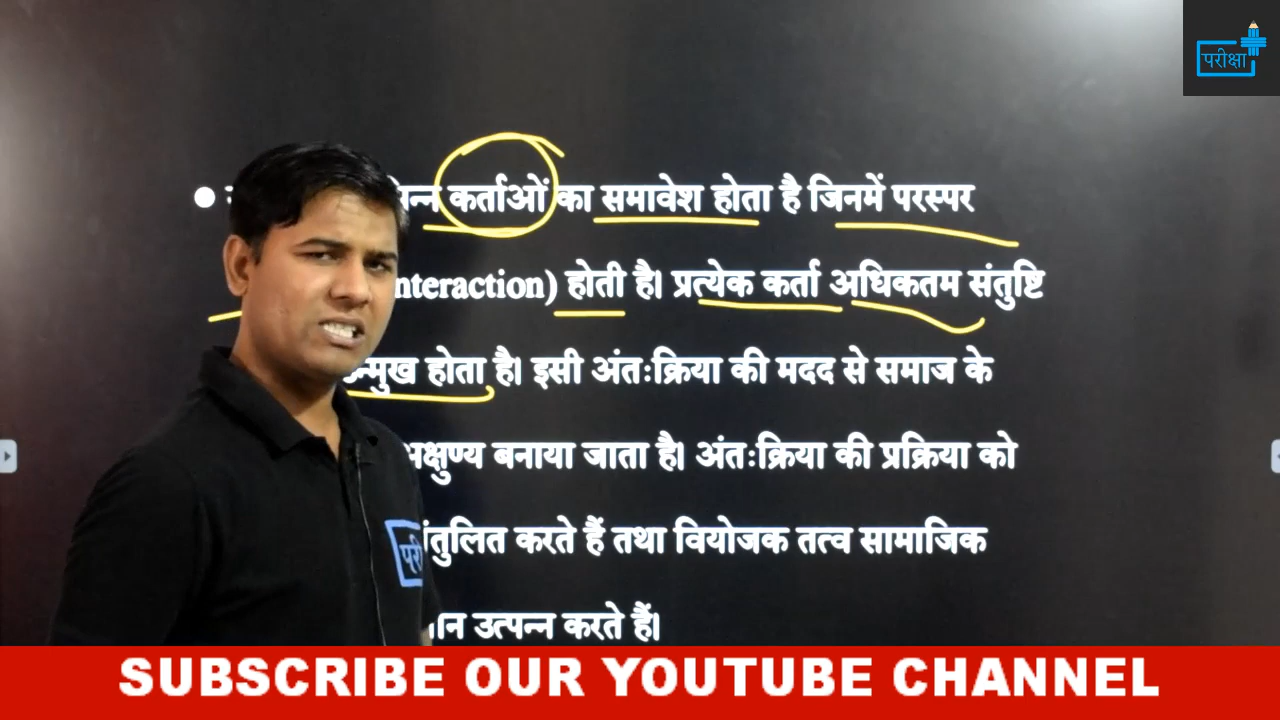 परीक्षा
कर्ताओं का समावेश होता है जिनमें परस्पर
होती है। प्रत्येक कर्ता अधिकतम संतुष्टि
होता है। इसी अंतःक्रिया की मदद से समाज के
बनाया जाता है। अंतःक्रिया की प्रक्रिया को
करते हैं तथा वियोजक तत्व सामाजिक
उत्पन्न करते हैं।
SUBSCRIBE OUR YOUTUBE CHANNEL